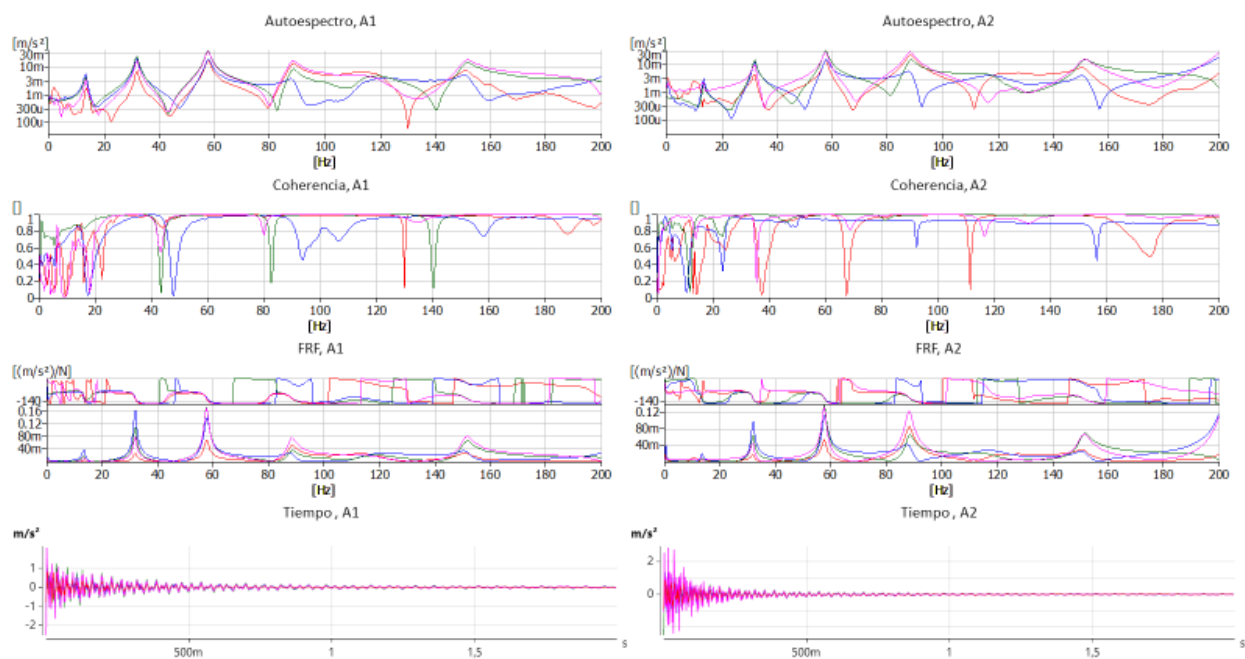 Autoespectro, A1
[m/s²]
30m
10m
3m
1m
300u
100u
0 20 40 60 80 100 120 140 160 180 200
[Hz]
Autoespectro, A2
[m/s²]
30m
10m
3m
1m
300u
100u
0 20 40 60 80 100 120 140 160 180 200
[Hz]
Coherencia, A1
[]
1
0.8
0.6
0.4
0.2
0
0 20 40 60 80 100 120 140 160 180 200
[Hz]
Coherencia, A2
[]
1
0.8
0.6
0.4
0.2
0
0 20 40 60 80 100 120 140 160 180 200
[Hz]
FRF, A1
[(m/s²)/N]
-140
0.16
0.12
80m
40m
0 20 40 60 80 100 120 140 160 180 200
[Hz]
FRF, A2
[(m/s²)/N]
-140
0.12
80m
40m
0 20 40 60 80 100 120 140 160 180 200
[Hz]
Tiempo , A1
m/s²
1
0
-1
-2
500m 1 1,5 s
Tiempo , A2
m/s²
2
0
500m 1 1,5 s